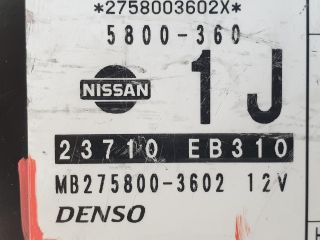 *2758003602X*
5800-360
NISSAN
1J
23710 EB310
MB275800-3602 12V
DENSO